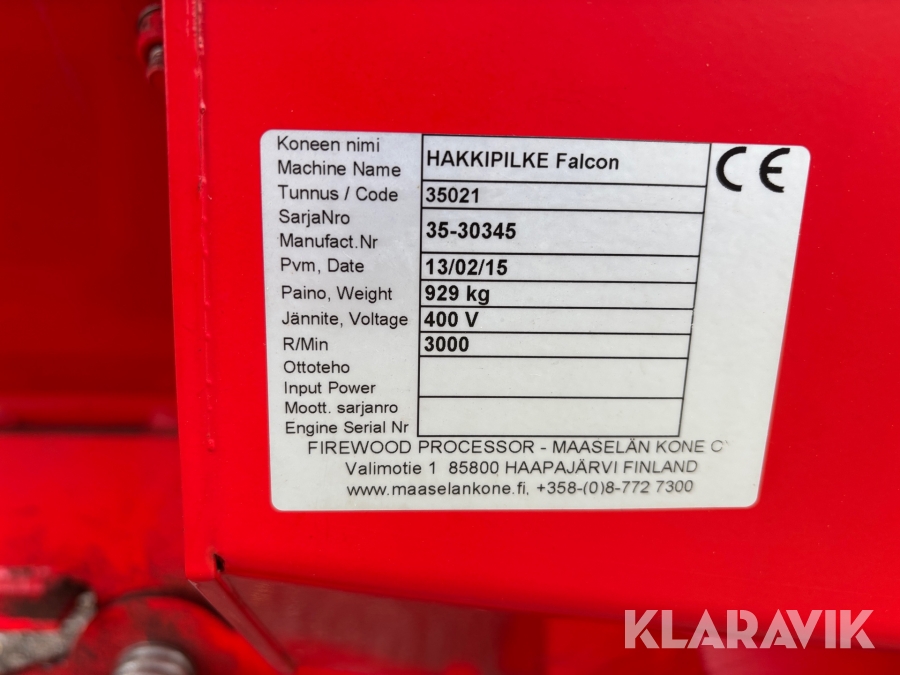 Koneen nimi
Machine Name
HAKKIPILKE Falcon
CE
Tunnus / Code
35021
SarjaNro
Manufact.Nr
35-30345
Pvm, Date
13/02/15
Paino, Weight
929 kg
Jännite, Voltage
400 V
R/Min
3000
Ottoteho
Input Power
Moott. sarjanro
Engine Serial Nr
FIREWOOD PROCESSOR - MAASELÄN KONE
Valimotie 1 85800 HAAPAJÄRVI FINLAND
www.maaselankone.fi, +358-(0)8-772 7300
KLARAVIK